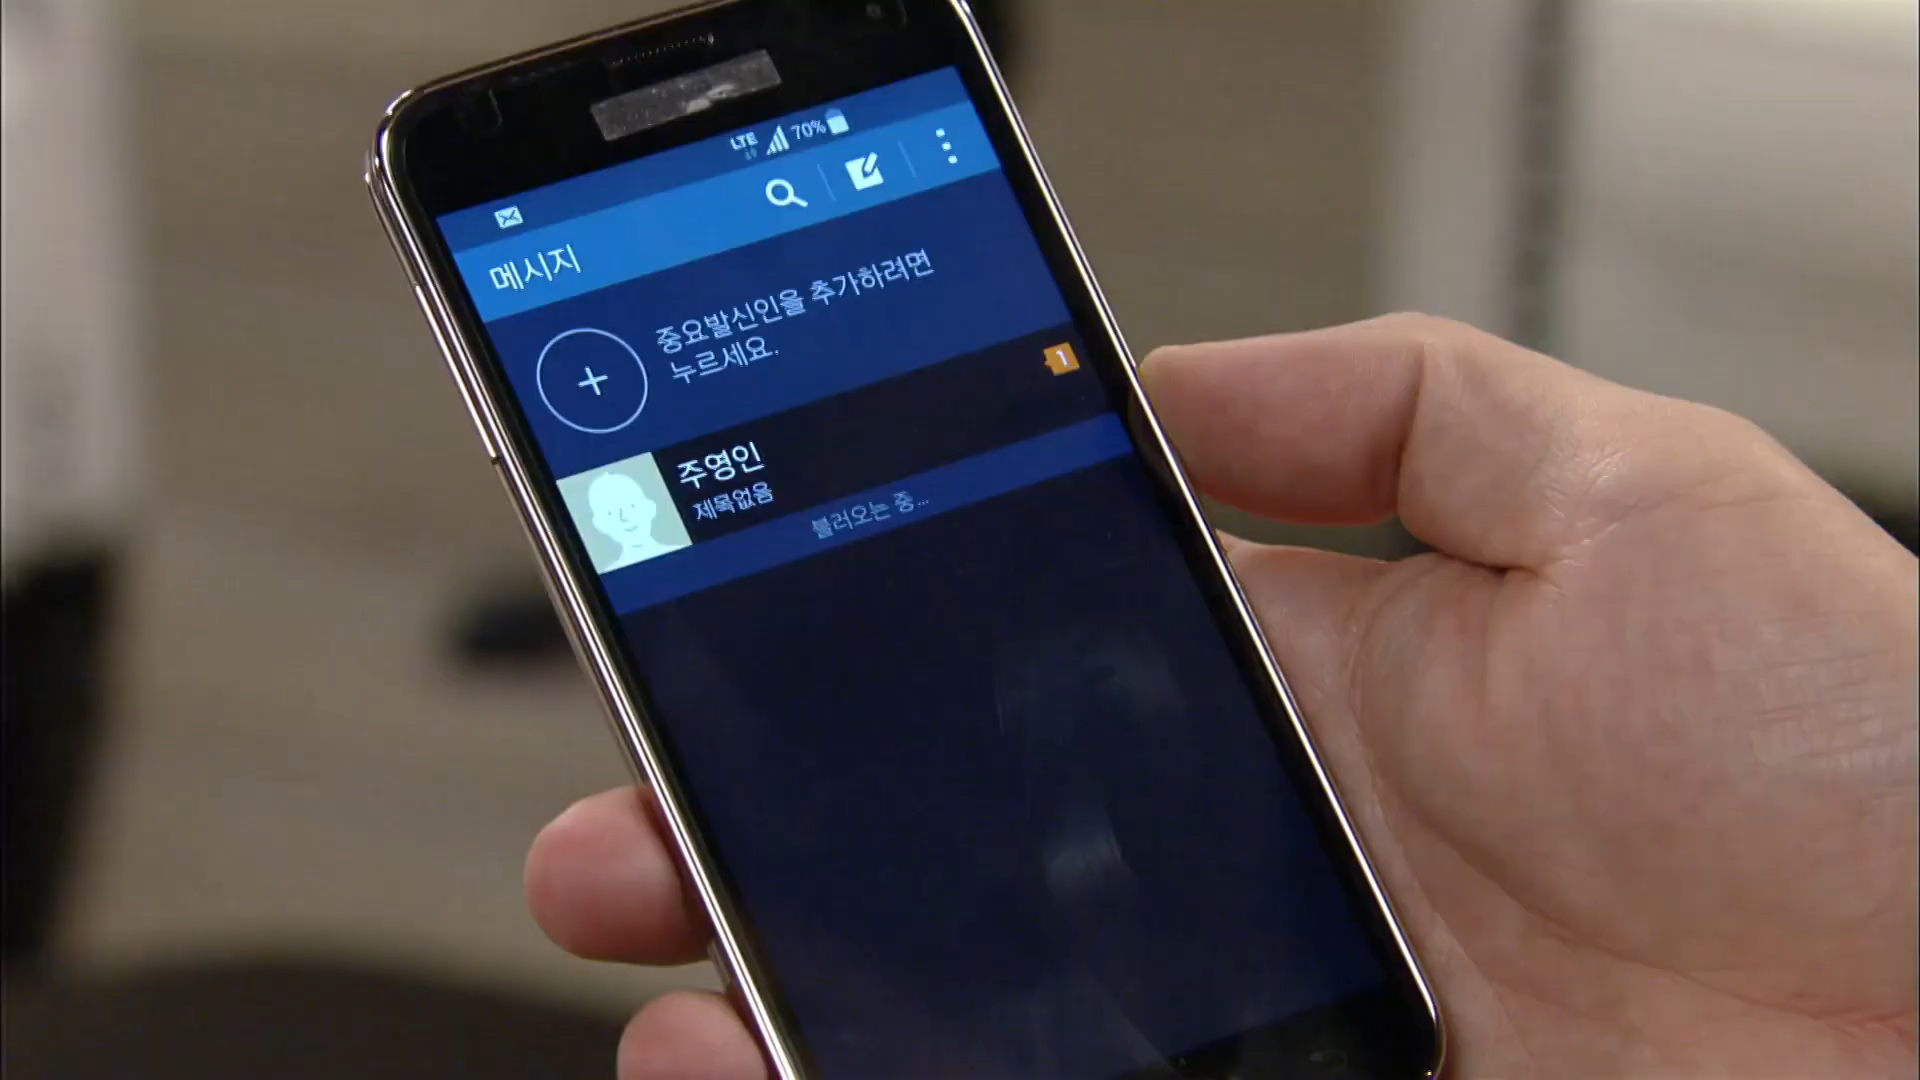 LTE 70%
메시지
중요발신인을 추가하려면
누르세요.
1
주영인
제목없음
불러오는 중...